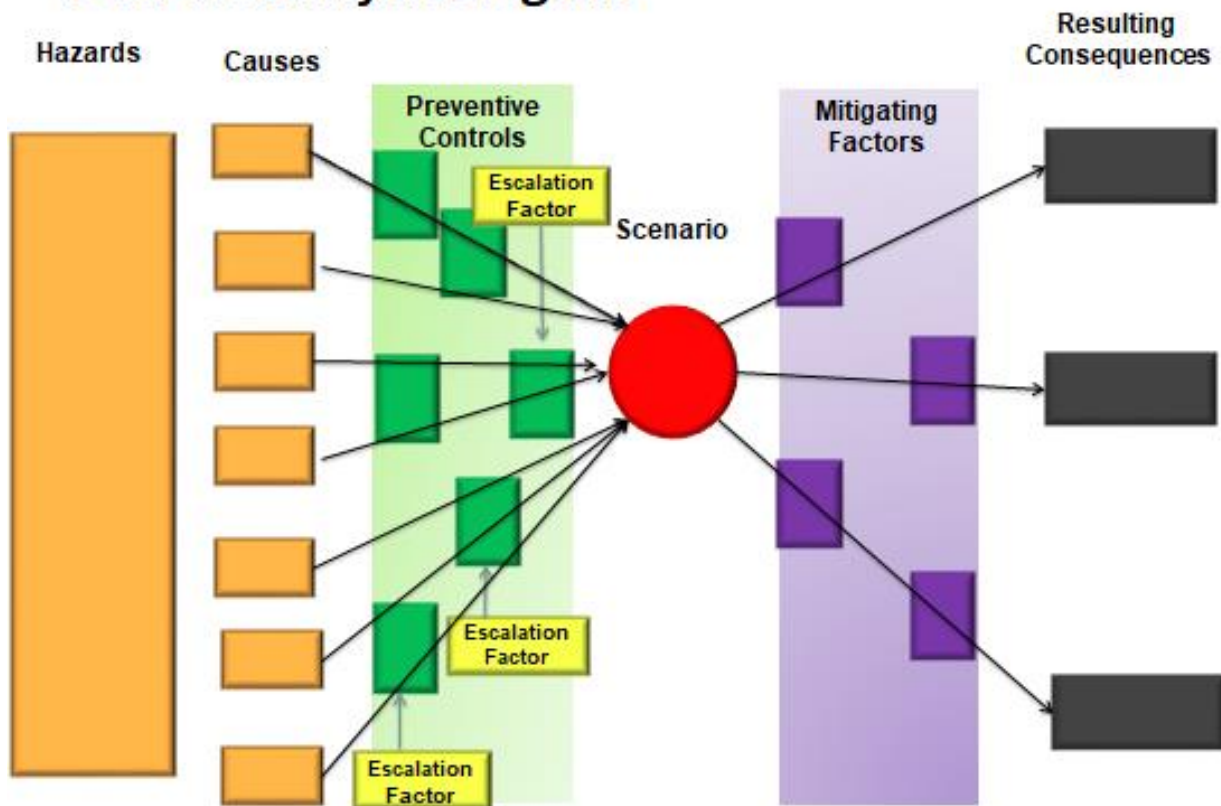 Hazards
Causes
Preventive
Controls
Escalation
Factor
Scenario
Mitigating
Factors
Resulting
Consequences
Escalation
Factor
Escalation
Factor